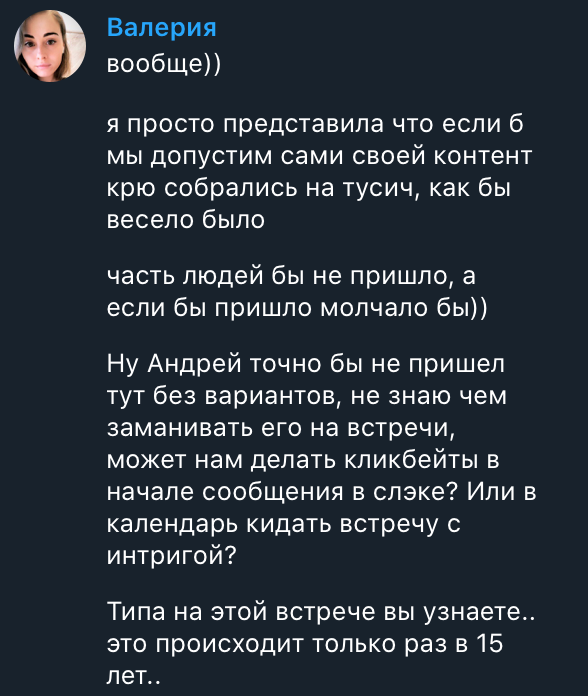 Валерия
вообще))
я просто представила что если б
мы допустим сами своей контент
крю собрались на тусич, как бы
весело было
часть людей бы не пришло, а
если бы пришло молчало бы))
Ну Андрей точно бы не пришел
тут без вариантов, не знаю чем
заманивать его на встречи,
может нам делать кликбейты в
начале сообщения в слэке? Или в
календарь кидать встречу с
интригой?
Типа на этой встрече вы узнаете..
это происходит только раз в 15
лет..